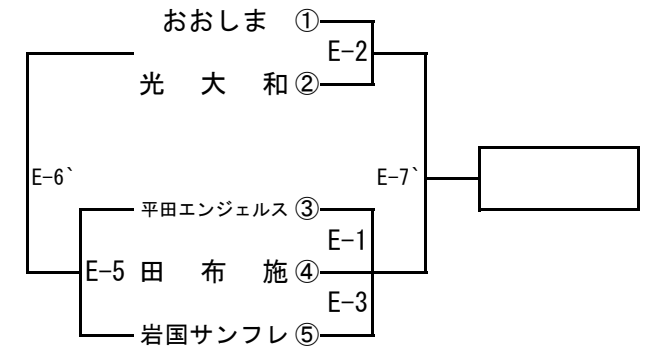 おおしま ①
E-2
光 大 和 ②
E-6`
E-7`
平田エンジェルス ③
E-1
E-5 田 布 施 ④
E-3
岩国サンフレ ⑤